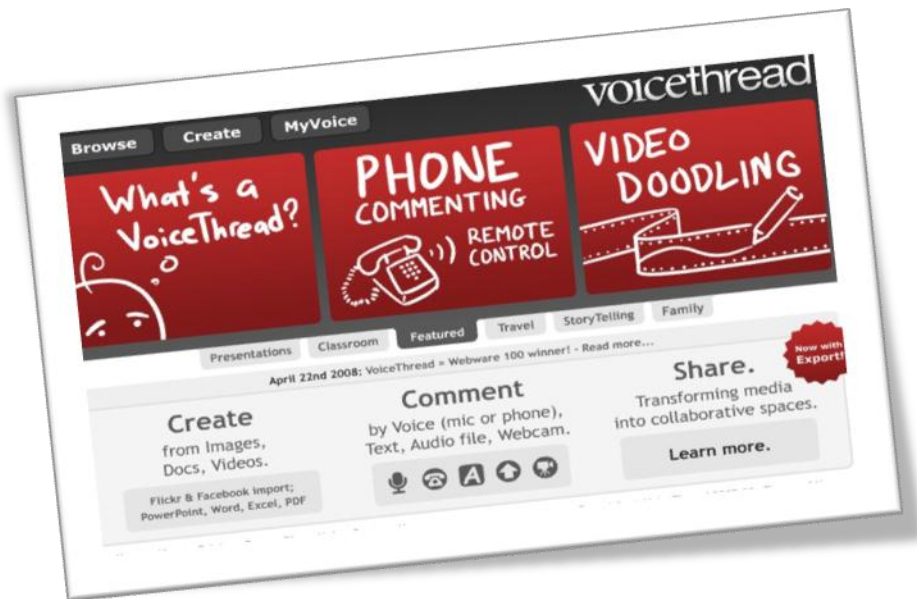 voicethread
Browse
Create
MyVoice
What's a
VoiceThread?
PHONE
COMMENTING
REMOTE
CONTROL
VIDEO
DOODLING
Presentations
Classroom
Featured
Travel
StoryTelling
Family
April 22nd 2008: VoiceThread = Webware 100 winner! - Read more...
Create
from Images,
Docs, Videos.
Flickr & Facebook import;
PowerPoint, Word, Excel, PDF
Comment
by Voice (mic or phone),
Text, Audio file, Webcam.
A
Share.
Transforming media
into collaborative spaces.
Learn more.
Now with
Export!